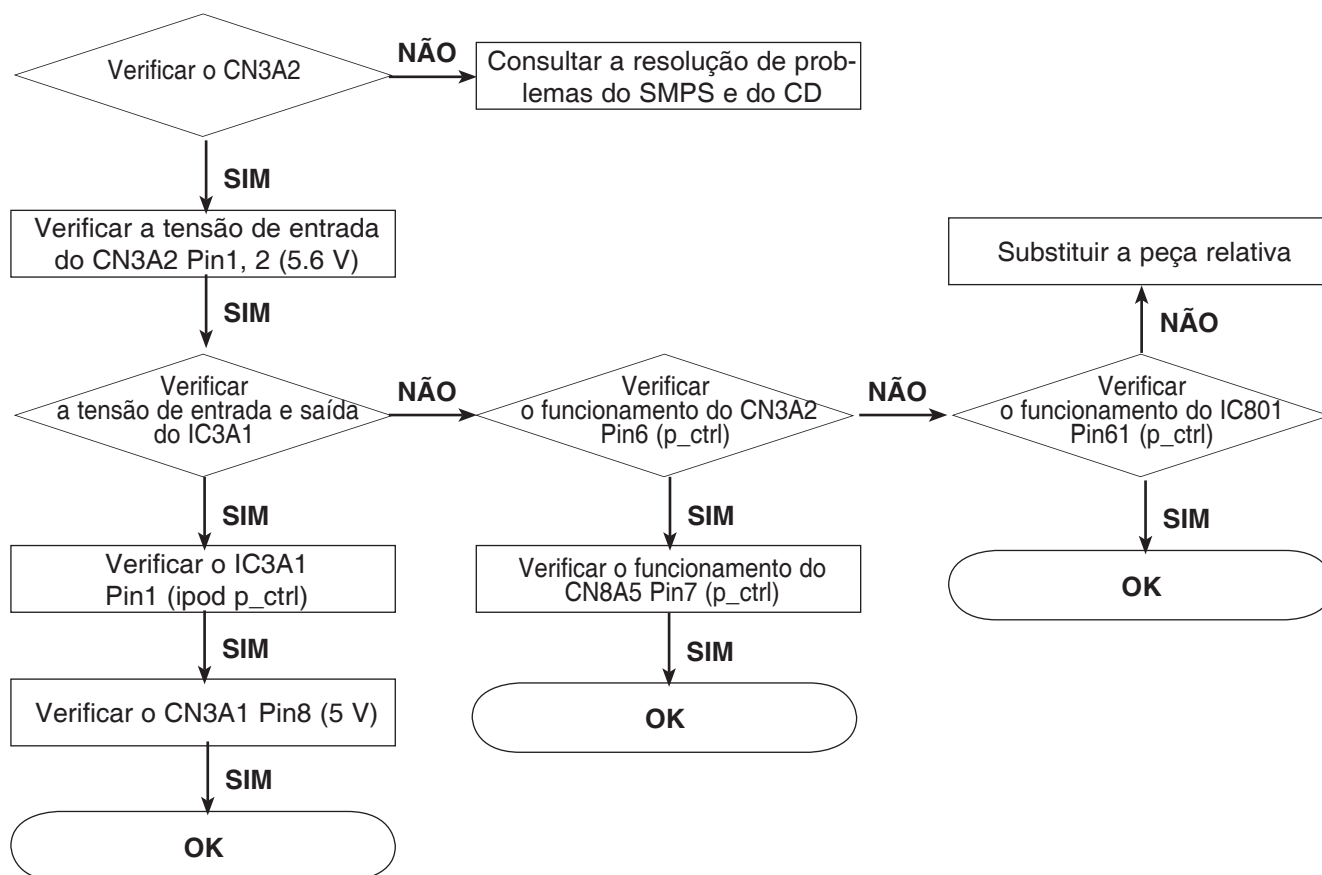 Verificar o CN3A2
NÃO
Consultar a resolução de prob-
lemas do SMPS e do CD
SIM
Verificar a tensão de entrada
do CN3A2 Pin1, 2 (5.6 V)
SIM
Verificar
a tensão de entrada e saída
do IC3A1
NÃO
Verificar
o funcionamento do CN3A2
Pin6 (p_ctrl)
NÃO
Verificar
o funcionamento do IC801
Pin61 (p_ctrl)
NÃO
Substituir a peça relativa
SIM
OK
SIM
Verificar o funcionamento do
CN8A5 Pin7 (p_ctrl)
SIM
OK
SIM
Verificar o IC3A1
Pin1 (ipod p_ctrl)
SIM
Verificar o CN3A1 Pin8 (5 V)
SIM
OK